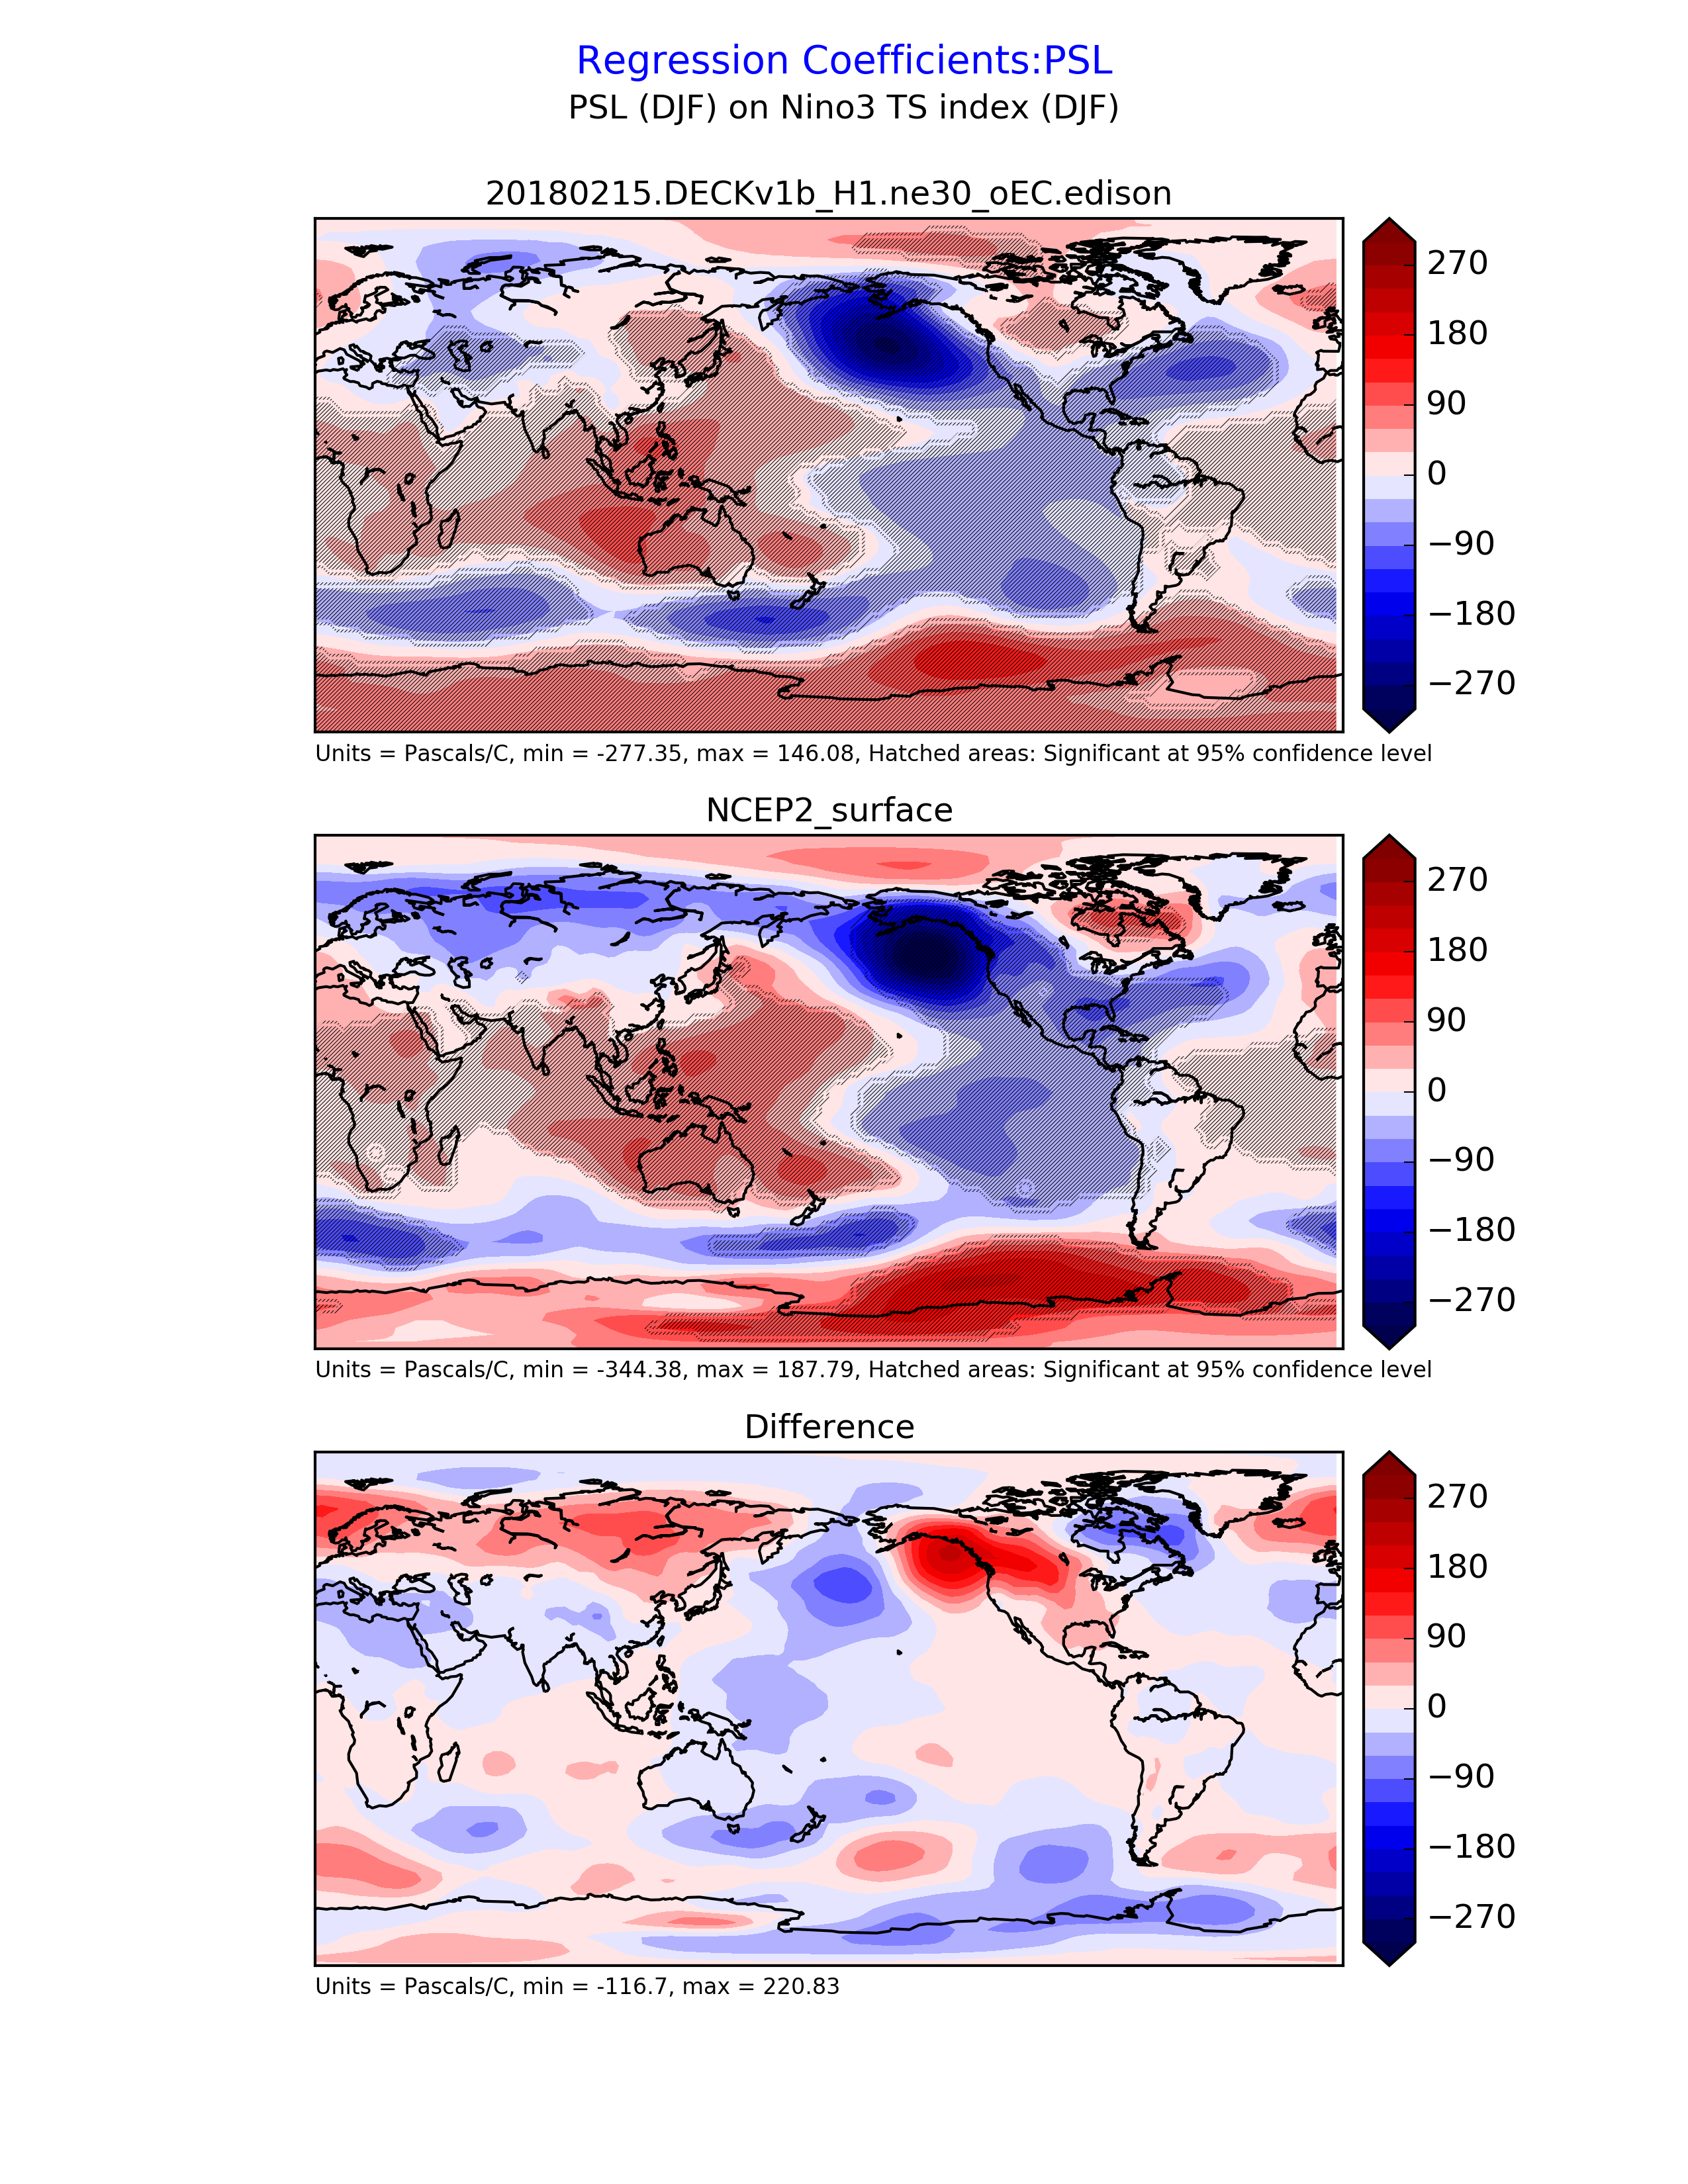 Regression Coefficients:PSL
PSL (DJF) on Nino3 TS index (DJF)
20180215.DECKv1b_H1.ne30_oEC.edison
270
180
90
0
−90
−180
−270
Units = Pascals/C, min = -277.35, max = 146.08, Hatched areas: Significant at 95% confidence level
NCEP2_surface
270
180
90
0
−90
−180
−270
Units = Pascals/C, min = -344.38, max = 187.79, Hatched areas: Significant at 95% confidence level
Difference
270
180
90
0
−90
−180
−270
Units = Pascals/C, min = -116.7, max = 220.83